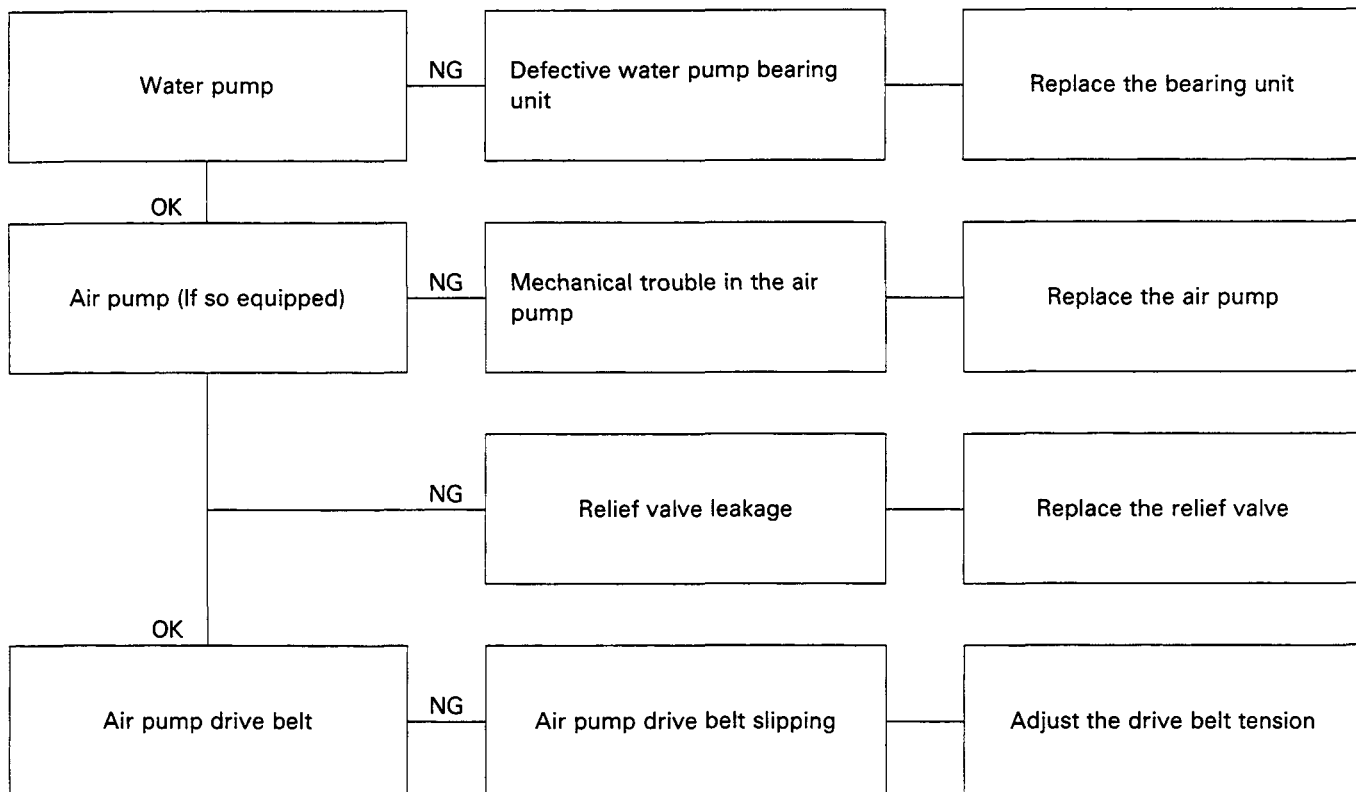 Water pump
NG
Defective water pump bearing
unit
Replace the bearing unit
OK
Air pump (If so equipped)
NG
Mechanical trouble in the air
pump
Replace the air pump
NG
Relief valve leakage
Replace the relief valve
OK
Air pump drive belt
NG
Air pump drive belt slipping
Adjust the drive belt tension